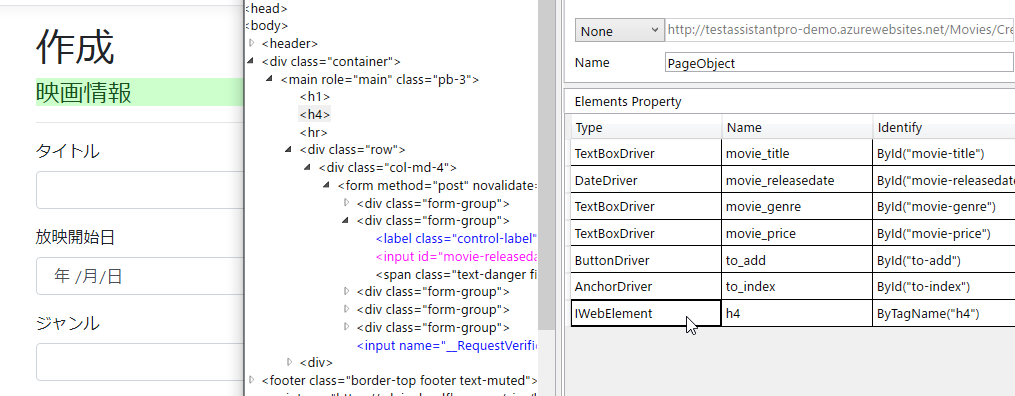 作成
映画情報
タイトル
放映開始日
年 /月/日
ジャンル
<head>
<body>
<header>
<div class="container">
<main role="main" class="pb-3">
<h1>
<h4>
<hr>
<div class="row">
<div class="col-md-4">
<form method="post" novalidate=
<div class="form-group">
<div class="form-group">
<label class="control-label"
<input id="movie-releaseda
<span class="text-danger fi
<div class="form-group">
<div class="form-group">
<div class="form-group">
<input name="__RequestVerifi
<div>
<footer class="border-top footer text-muted">
None http://testassistantpro-demo.azurewebsites.net/Movies/Cre
Name PageObject
Elements Property
Type Name Identify
TextBoxDriver movie_title ById("movie-title")
DateDriver movie_releasedate ById("movie-releasedate
TextBoxDriver movie_genre ById("movie-genre")
TextBoxDriver movie_price ById("movie-price")
ButtonDriver to_add ById("to-add")
AnchorDriver to_index ById("to-index")
IWebElement h4 ByTagName("h4")